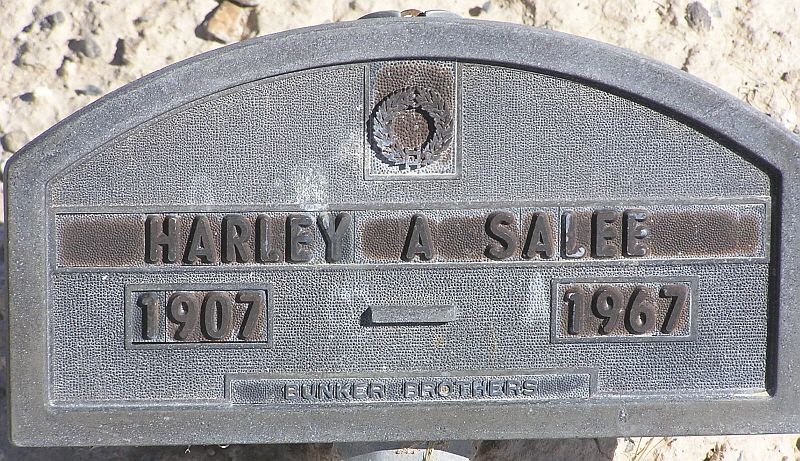 HARLEY A SALEE
1907 — 1967
BUNKER BROTHERS